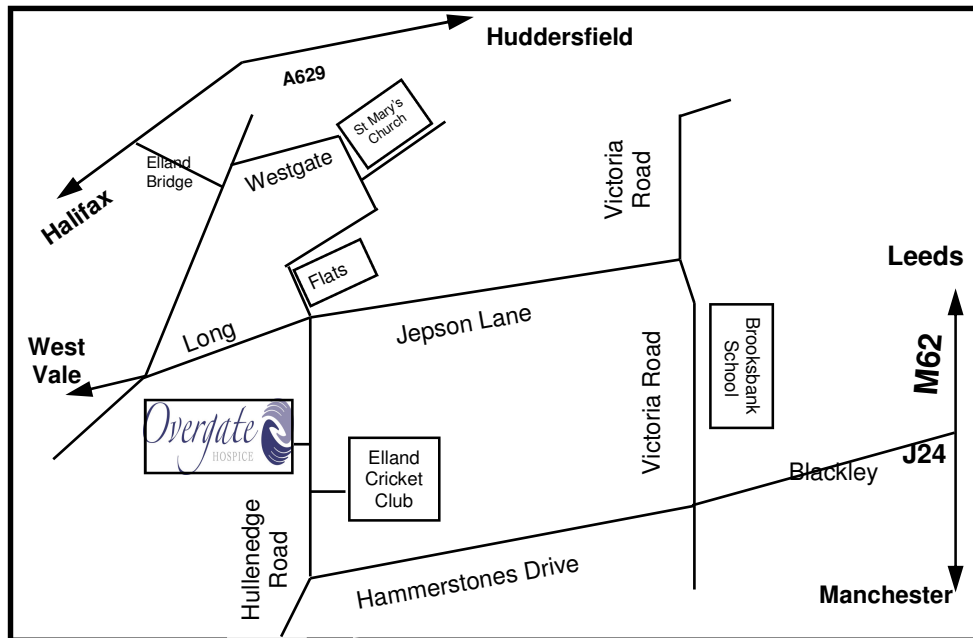 Huddersfield
A629
St Mary's
Church
Elland
Bridge
Westgate
Halifax
Victoria
Road
Leeds
Flats
Long
Jepson Lane
West
Vale
M62
Brooksbank
School
Overgate
HOSPICE
Victoria Road
Elland
Cricket
Club
J24
Blackley
Hullenedge
Road
Hammerstones Drive
Manchester